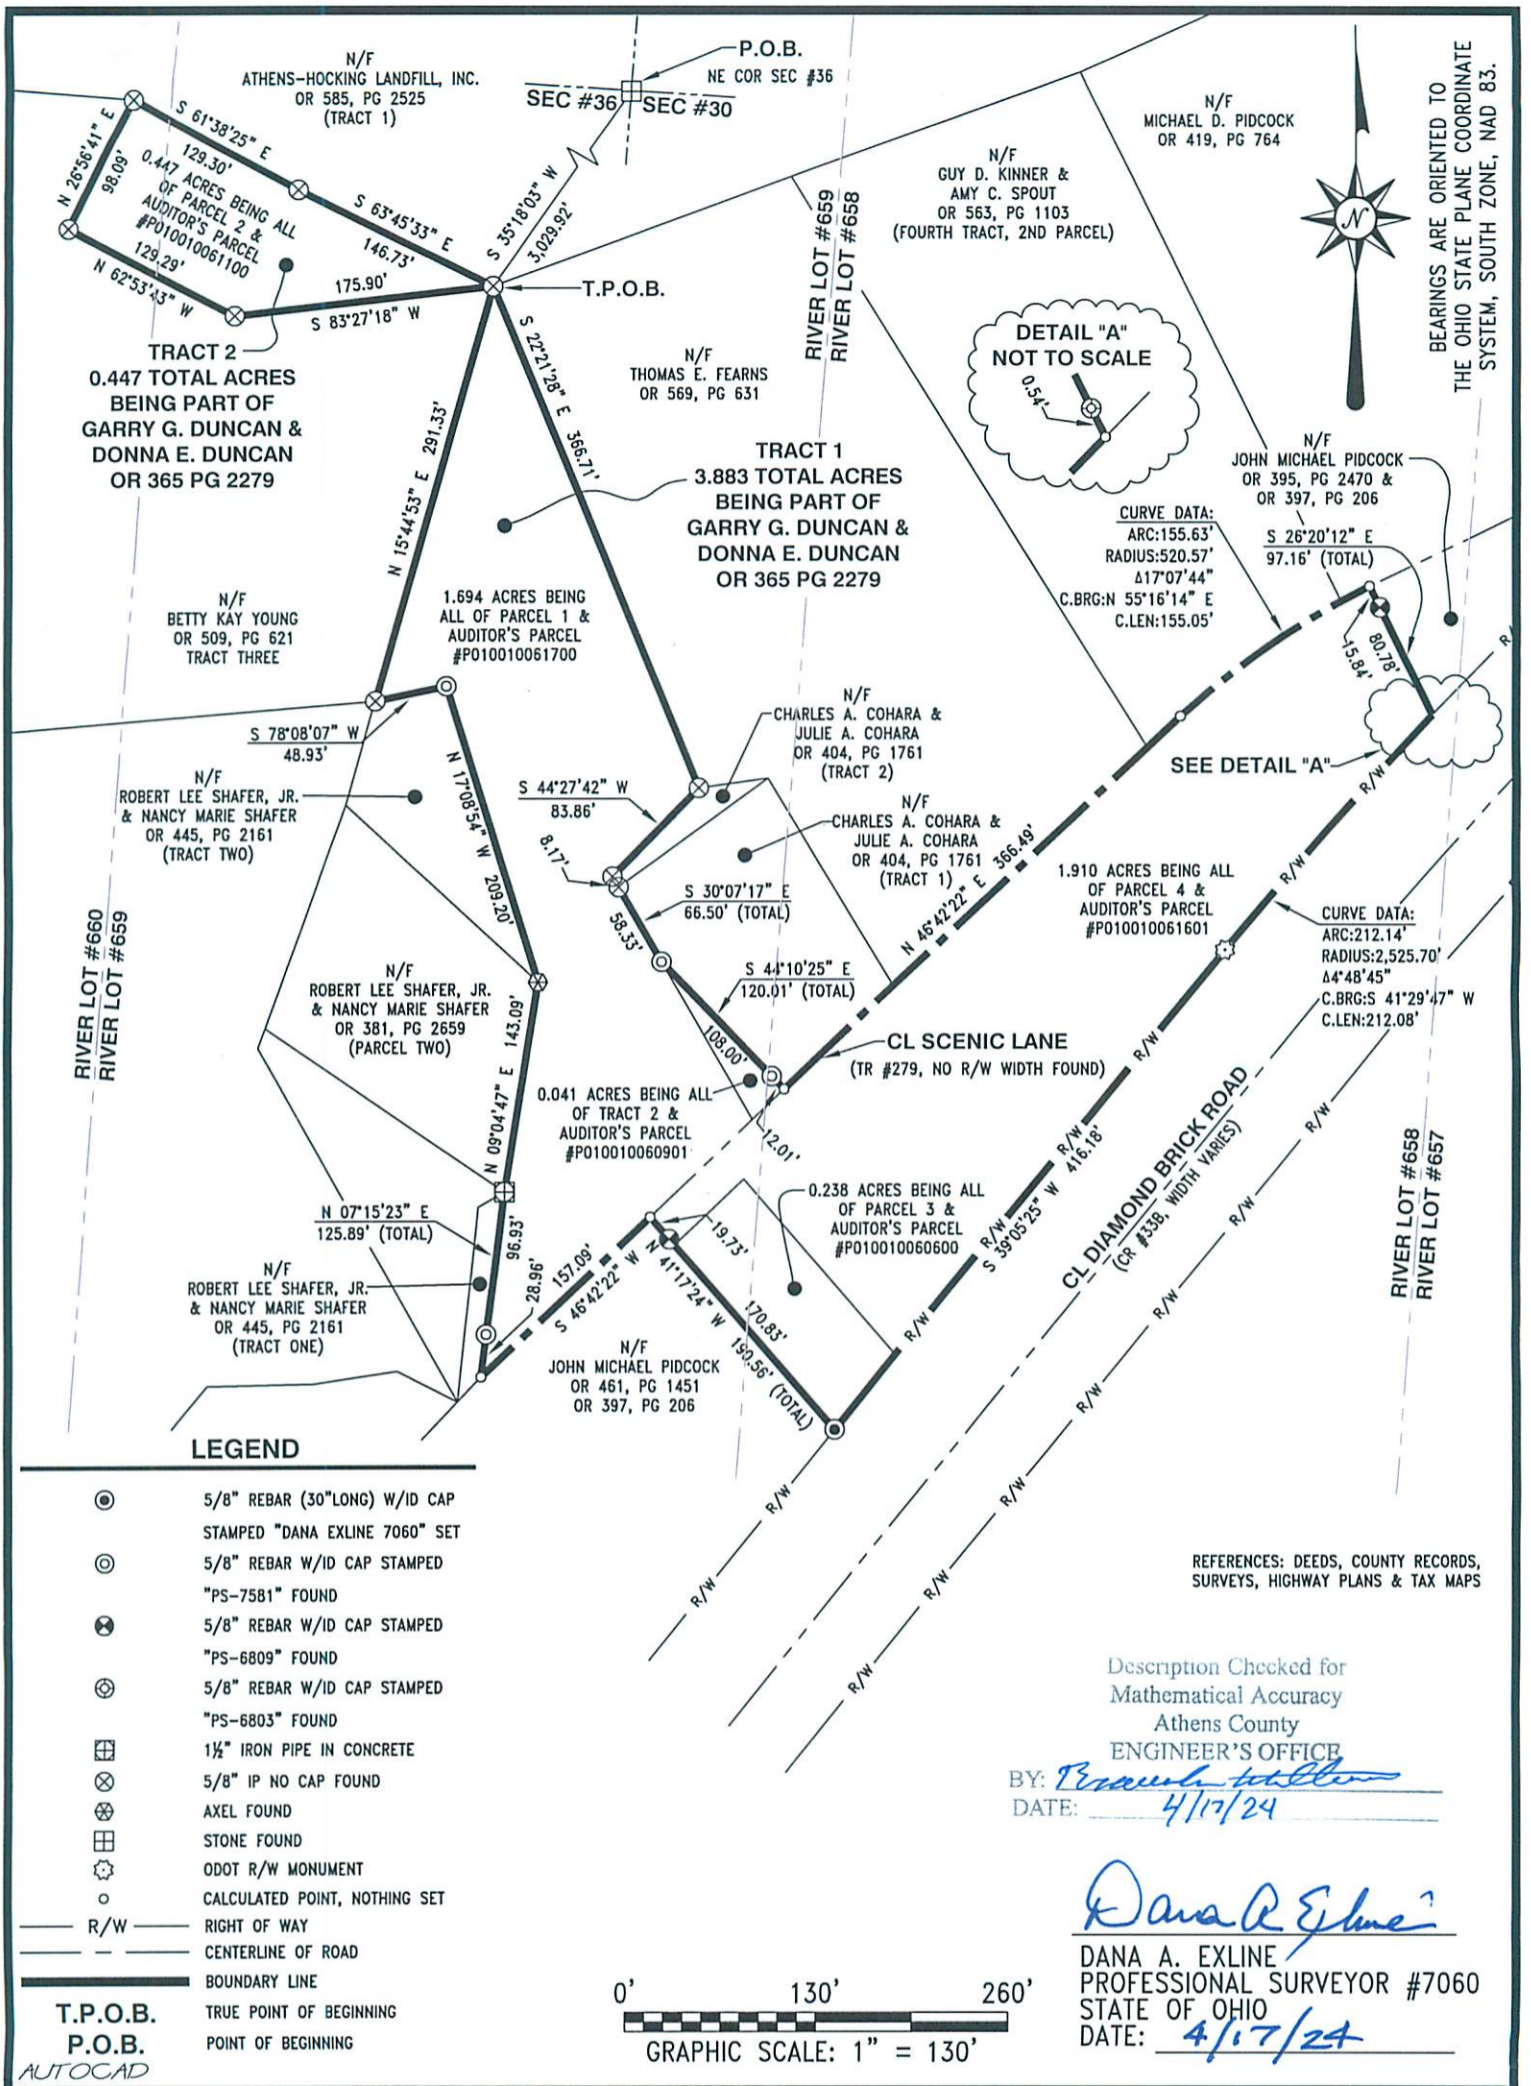 N/F
ATHENS-HOCKING LANDFILL, INC.
OR 585, PG 2525
(TRACT 1)
P.O.B.
NE COR SEC #36
SEC #36
SEC #30
N/F
MICHAEL D. PIDCOCK
OR 419, PG 764
N/F
GUY D. KINNER &
AMY C. SPOUT
OR 563, PG 1103
(FOURTH TRACT, 2ND PARCEL)
N
BEARINGS ARE ORIENTED TO
THE OHIO STATE PLANE COORDINATE
SYSTEM, SOUTH ZONE, NAD 83.
S 61°38'25" E
129.30'
N 26°56'41" E
98.09'
0.447 ACRES BEING ALL
OF PARCEL 2 &
AUDITOR'S PARCEL
#P010010061100
129.29'
N 62°53'43" W
S 63°45'33" E
146.73'
175.90'
S 83°27'18" W
S 35°18'03" W
3,029.92'
T.P.O.B.
RIVER LOT #659
RIVER LOT #658
TRACT 2
0.447 TOTAL ACRES
BEING PART OF
GARRY G. DUNCAN &
DONNA E. DUNCAN
OR 365 PG 2279
N/F
THOMAS E. FEARNS
OR 569, PG 631
S 22°21'28" E 366.71'
N 15°44'53" E 291.33'
DETAIL "A"
NOT TO SCALE
0.54'
TRACT 1
3.883 TOTAL ACRES
BEING PART OF
GARRY G. DUNCAN &
DONNA E. DUNCAN
OR 365 PG 2279
N/F
JOHN MICHAEL PIDCOCK
OR 395, PG 2470 &
OR 397, PG 206
CURVE DATA:
ARC:155.63'
RADIUS:520.57'
Δ17°07'44"
C.BRG:N 55°16'14" E
C.LEN:155.05'
S 26°20'12" E
97.16' (TOTAL)
80.78'
15.84'
R/W
N/F
BETTY KAY YOUNG
OR 509, PG 621
TRACT THREE
1.694 ACRES BEING
ALL OF PARCEL 1 &
AUDITOR'S PARCEL
#P010010061700
S 78°08'07" W
48.93'
N/F
CHARLES A. COHARA &
JULIE A. COHARA
OR 404, PG 1761
(TRACT 2)
SEE DETAIL "A"
R/W
N/F
ROBERT LEE SHAFER, JR.
& NANCY MARIE SHAFER
OR 445, PG 2161
(TRACT TWO)
N 17°08'54" W 209.20'
S 44°27'42" W
83.86'
8.17'
N/F
CHARLES A. COHARA &
JULIE A. COHARA
OR 404, PG 1761
(TRACT 1)
S 30°07'17" E
66.50' (TOTAL)
58.33'
N 46°42'22" E 366.49'
1.910 ACRES BEING ALL
OF PARCEL 4 &
AUDITOR'S PARCEL
#P010010061601
R/W
CURVE DATA:
ARC:212.14'
RADIUS:2,525.70'
Δ4°48'45"
C.BRG:S 41°29'47" W
C.LEN:212.08'
RIVER LOT #660
RIVER LOT #659
N/F
ROBERT LEE SHAFER, JR.
& NANCY MARIE SHAFER
OR 381, PG 2659
(PARCEL TWO)
S 44°10'25" E
120.01' (TOTAL)
108.00'
CL SCENIC LANE
(TR #279, NO R/W WIDTH FOUND)
R/W
N 09°04'47" E 143.09'
0.041 ACRES BEING ALL
OF TRACT 2 &
AUDITOR'S PARCEL
#P010010060901
12.01'
R/W
416.18'
S 39°05'25" W
R/W
CL DIAMOND BRICK ROAD
(CR #33B, WIDTH VARIES)
R/W
R/W
R/W
RIVER LOT #658
RIVER LOT #657
N 07°15'23" E
125.89' (TOTAL)
96.93'
28.96'
0.238 ACRES BEING ALL
OF PARCEL 3 &
AUDITOR'S PARCEL
#P010010060600
19.73'
157.09'
S 46°42'22" W
N 41°17'24" W
170.83'
190.56' (TOTAL)
N/F
ROBERT LEE SHAFER, JR.
& NANCY MARIE SHAFER
OR 445, PG 2161
(TRACT ONE)
N/F
JOHN MICHAEL PIDCOCK
OR 461, PG 1451
OR 397, PG 206
R/W
R/W
R/W
R/W
R/W
R/W
R/W
LEGEND
5/8" REBAR (30"LONG) W/ID CAP
STAMPED "DANA EXLINE 7060" SET
5/8" REBAR W/ID CAP STAMPED
"PS-7581" FOUND
5/8" REBAR W/ID CAP STAMPED
"PS-6809" FOUND
5/8" REBAR W/ID CAP STAMPED
"PS-6803" FOUND
1½" IRON PIPE IN CONCRETE
5/8" IP NO CAP FOUND
AXEL FOUND
STONE FOUND
ODOT R/W MONUMENT
CALCULATED POINT, NOTHING SET
R/W RIGHT OF WAY
CENTERLINE OF ROAD
BOUNDARY LINE
T.P.O.B. TRUE POINT OF BEGINNING
P.O.B. POINT OF BEGINNING
AUTOCAD
0' 130' 260'
GRAPHIC SCALE: 1" = 130'
REFERENCES: DEEDS, COUNTY RECORDS,
SURVEYS, HIGHWAY PLANS & TAX MAPS
Description Checked for
Mathematical Accuracy
Athens County
ENGINEER'S OFFICE
BY:
DATE: 4/17/24
Dana A Exline
DANA A. EXLINE
PROFESSIONAL SURVEYOR #7060
STATE OF OHIO
DATE: 4/17/24